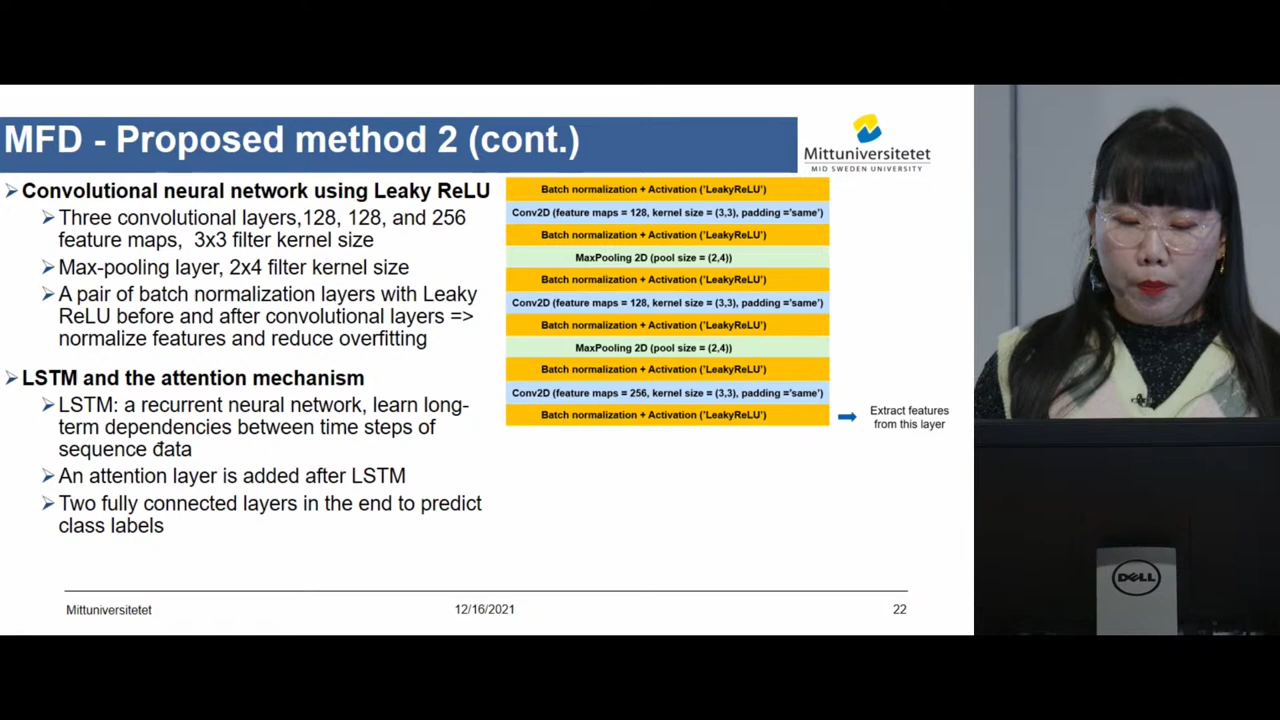 MFD - Proposed method 2 (cont.)
Mittuniversitetet
MID SWEDEN UNIVERSITY
Convolutional neural network using Leaky ReLU
Three convolutional layers,128, 128, and 256
feature maps, 3x3 filter kernel size
Max-pooling layer, 2x4 filter kernel size
A pair of batch normalization layers with Leaky
ReLU before and after convolutional layers =>
normalize features and reduce overfitting
LSTM and the attention mechanism
LSTM: a recurrent neural network, learn long-
term dependencies between time steps of
sequence đata
An attention layer is added after LSTM
Two fully connected layers in the end to predict
class labels
Batch normalization + Activation ('LeakyReLU')
Conv2D (feature maps = 128, kernel size = (3,3), padding ='same')
Batch normalization + Activation ('LeakyReLU')
MaxPooling 2D (pool size = (2,4))
Batch normalization + Activation ('LeakyReLU')
Conv2D (feature maps = 128, kernel size = (3,3), padding ='same')
Batch normalization + Activation ('LeakyReLU')
MaxPooling 2D (pool size = (2,4))
Batch normalization + Activation ('LeakyReLU')
Conv2D (feature maps = 256, kernel size = (3,3), padding ='same')
Batch normalization + Activation ('LeakyReLU')
Extract features
from this layer
Mittuniversitetet
12/16/2021
22
DELL